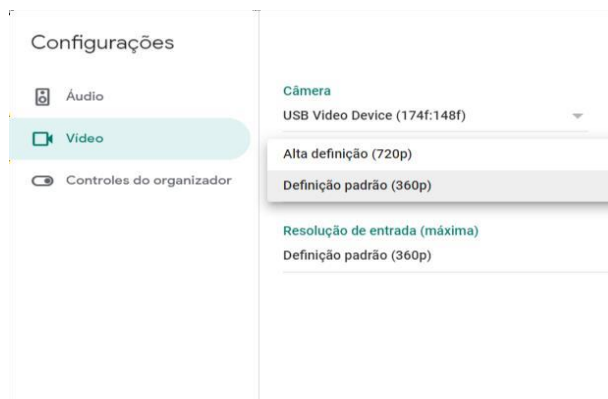 Configurações
Áudio
Vídeo
Controles do organizador
Câmera
USB Video Device (174f:148f)
Alta definição (720p)
Definição padrão (360p)
Resolução de entrada (máxima)
Definição padrão (360p)